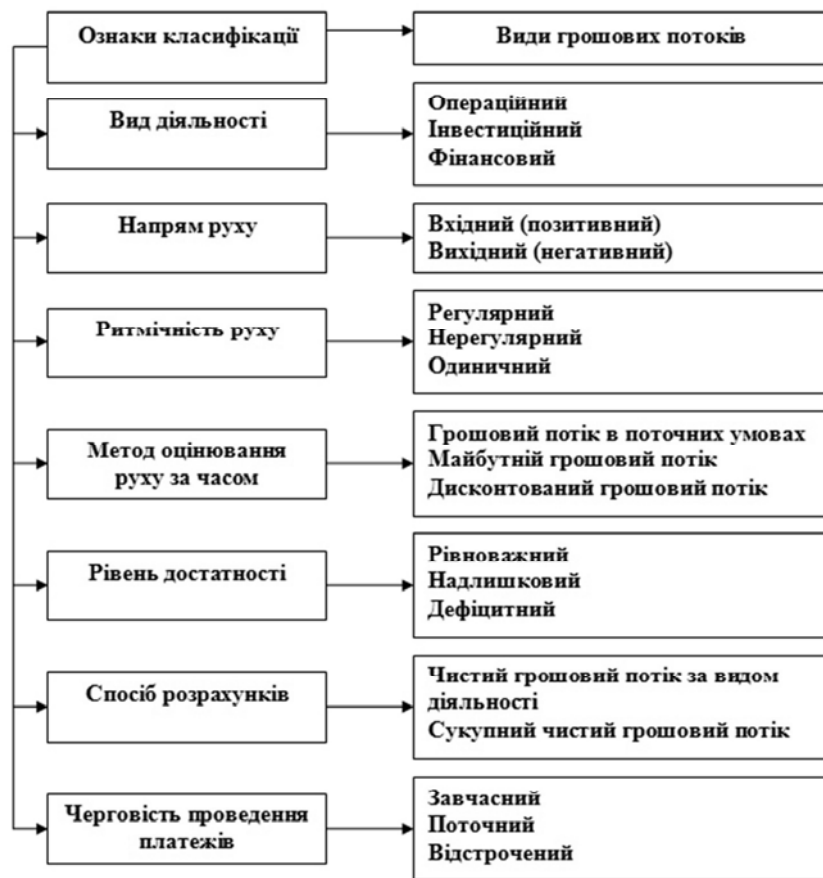 Ознаки класифікації
Види грошових потоків
Вид діяльності
Операційний
Інвестиційний
Фінансовий
Напрям руху
Вхідний (позитивний)
Вихідний (негативний)
Ритмічність руху
Регулярний
Нерегулярний
Одиничний
Метод оцінювання
руху за часом
Грошовий потік в поточних умовах
Майбутній грошовий потік
Дисконтований грошовий потік
Рівень достатності
Рівноважний
Надлишковий
Дефіцитний
Спосіб розрахунків
Чистий грошовий потік за видом
діяльності
Сукупний чистий грошовий потік
Черговість проведення
платежів
Завчасний
Поточний
Відстрочений